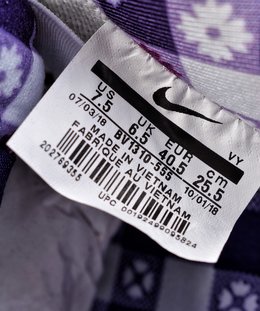 VY
US UK EUR cm
7.5 6.5 40.5 25.5
07/03/18 10/01/18
BV1310-555
MADE IN VIETNAM
FABRIQUE AU VIETNAM
202769355
UPC 00192499095824